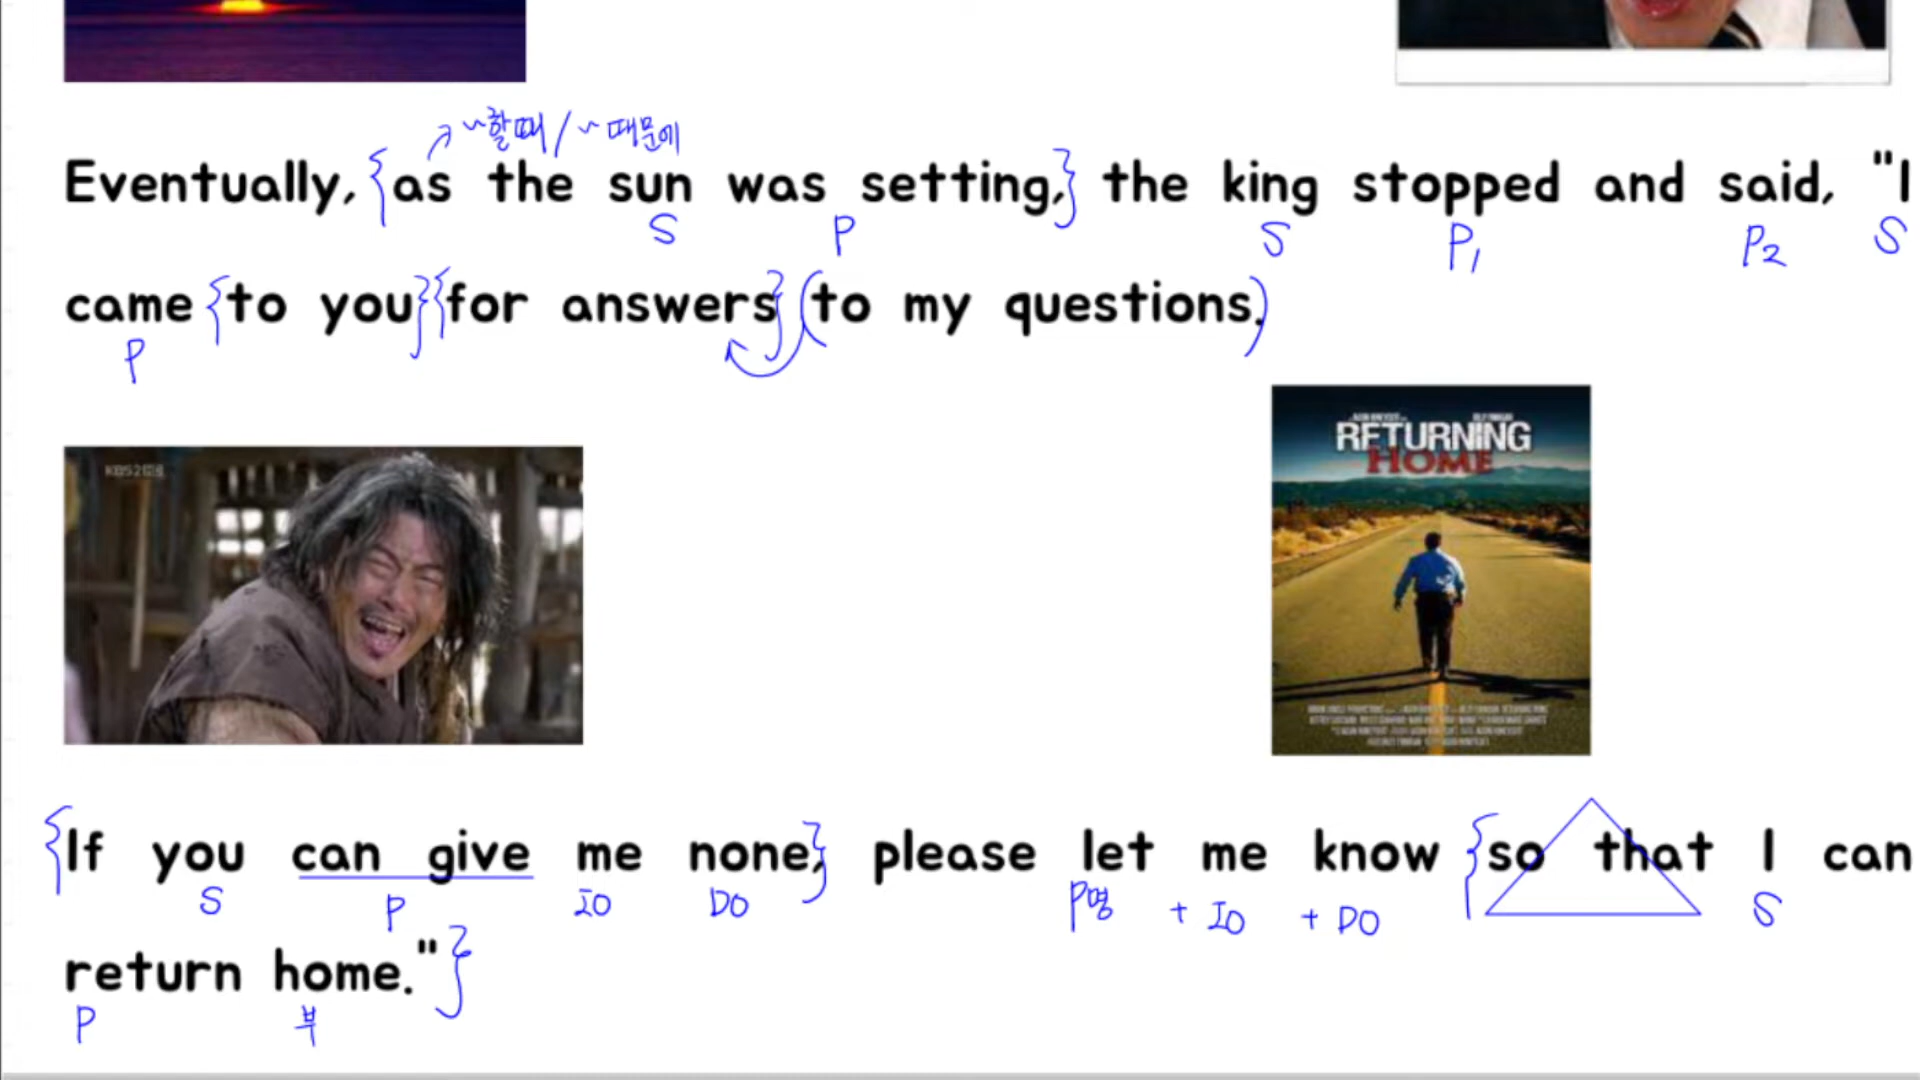 ~할때 / ~때문에
Eventually, {as the sun was setting,} the king stopped and said, "I
S P S P1 P2 S
came {to you} {for answers} (to my questions.)
P
KBS2
RETURNING
HOME
{If you can give me none,} please let me know {so that I can
S P IO DO P명 + IO + DO S
return home."}
P 부